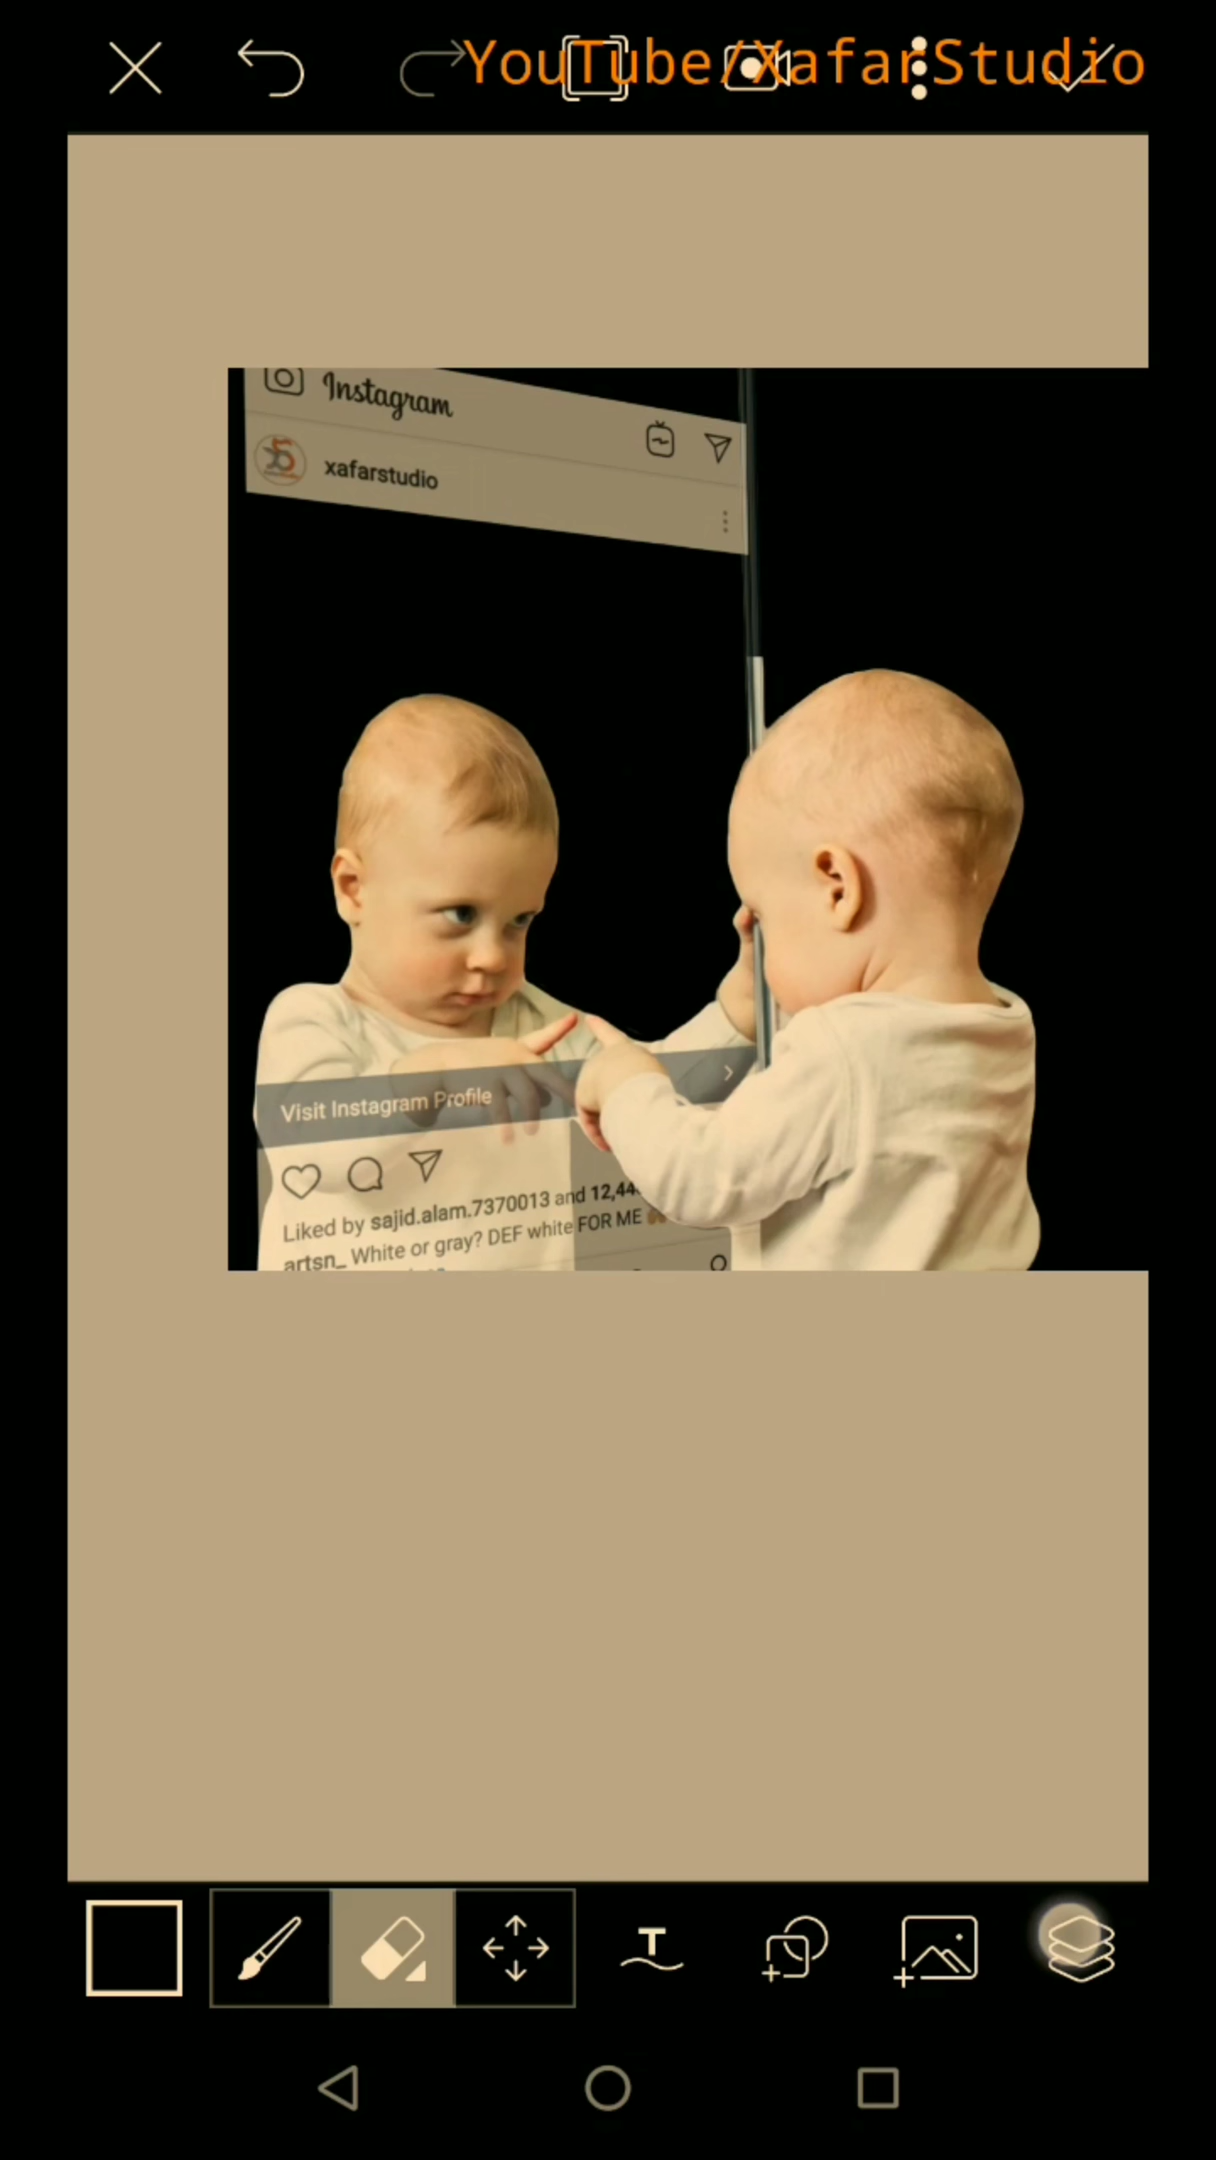 YouTube/XafarStudio
Instagram
xafarstudio
Visit Instagram Profile
Liked by sajid.alam.7370013 and 12,44
artsn_ White or gray? DEF white FOR ME
T